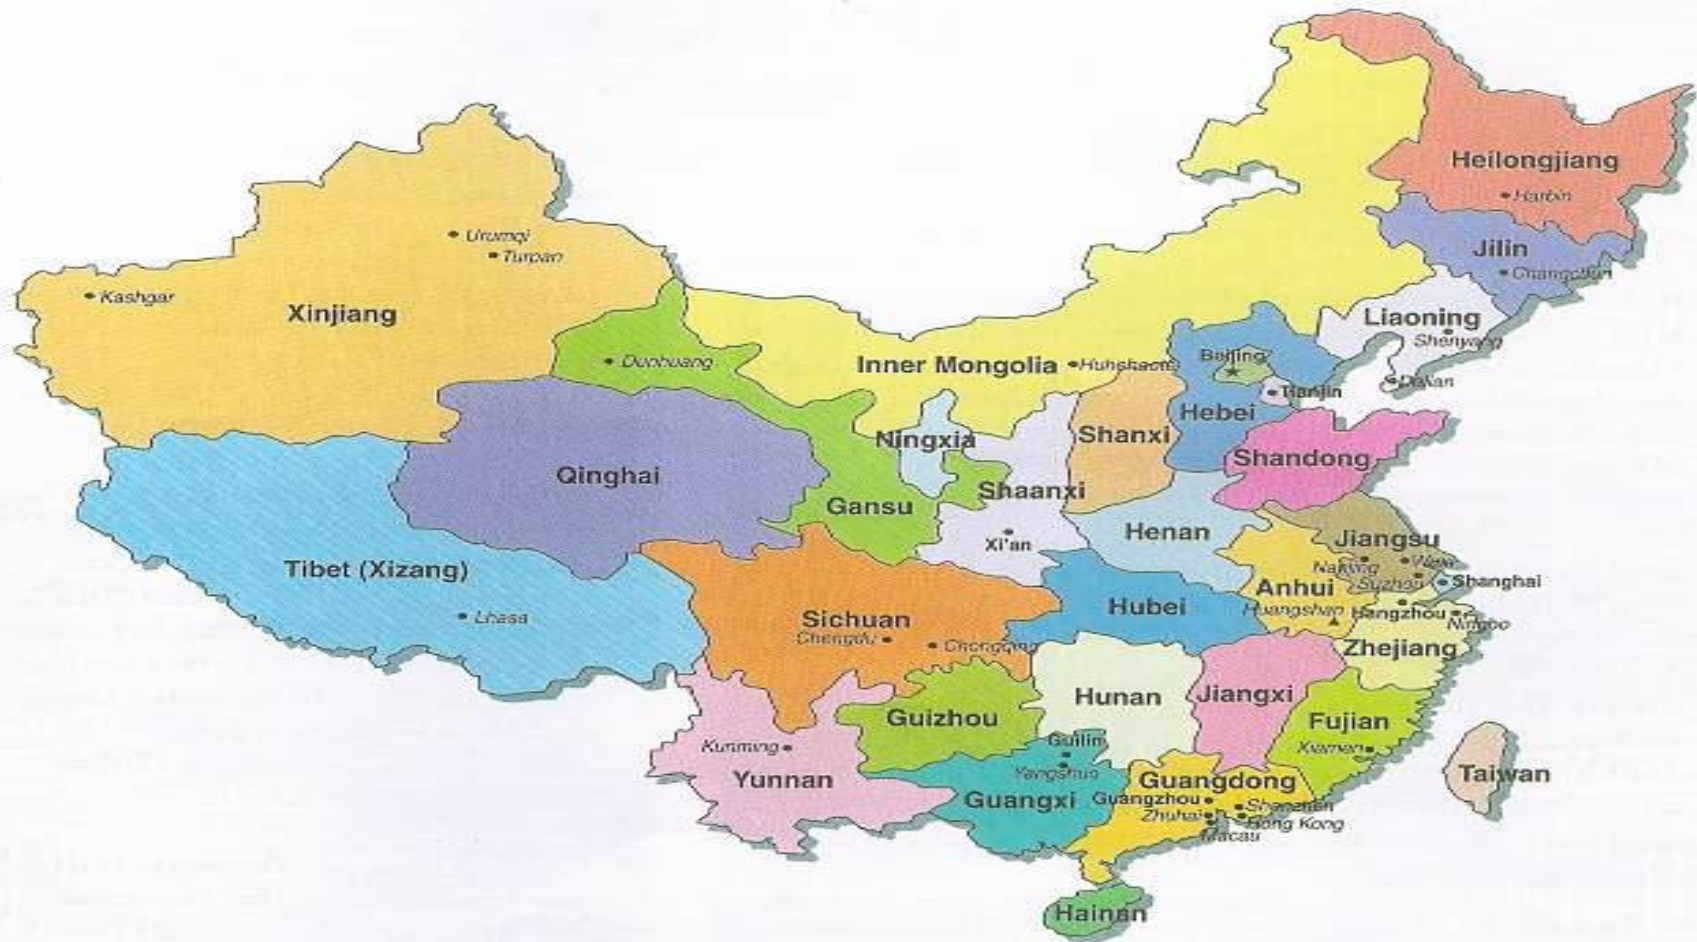 Heilongjiang
Harbin
Urumqi
Turpan
Jilin
Changchun
Kashgar
Xinjiang
Liaoning
Shenyang
Dunhuang
Inner Mongolia
Beijing
Dalian
Tianjin
Hebei
Ningxia
Shanxi
Shandong
Qinghai
Shaanxi
Gansu
Henan
Jiangsu
Xi'an
Wuxi
Nanjing
Tibet (Xizang)
Suzhou
Shanghai
Anhui
Hubei
Huangshan
Hangzhou
Lhasa
Sichuan
Ningbo
Chengdu
Chongqing
Zhejiang
Hunan
Jiangxi
Guizhou
Fujian
Guilin
Kunming
Xiamen
Yangshuo
Yunnan
Guangdong
Taiwan
Guangxi
Guangzhou
Shenzhen
Zhuhai
Hong Kong
Macau
Hainan